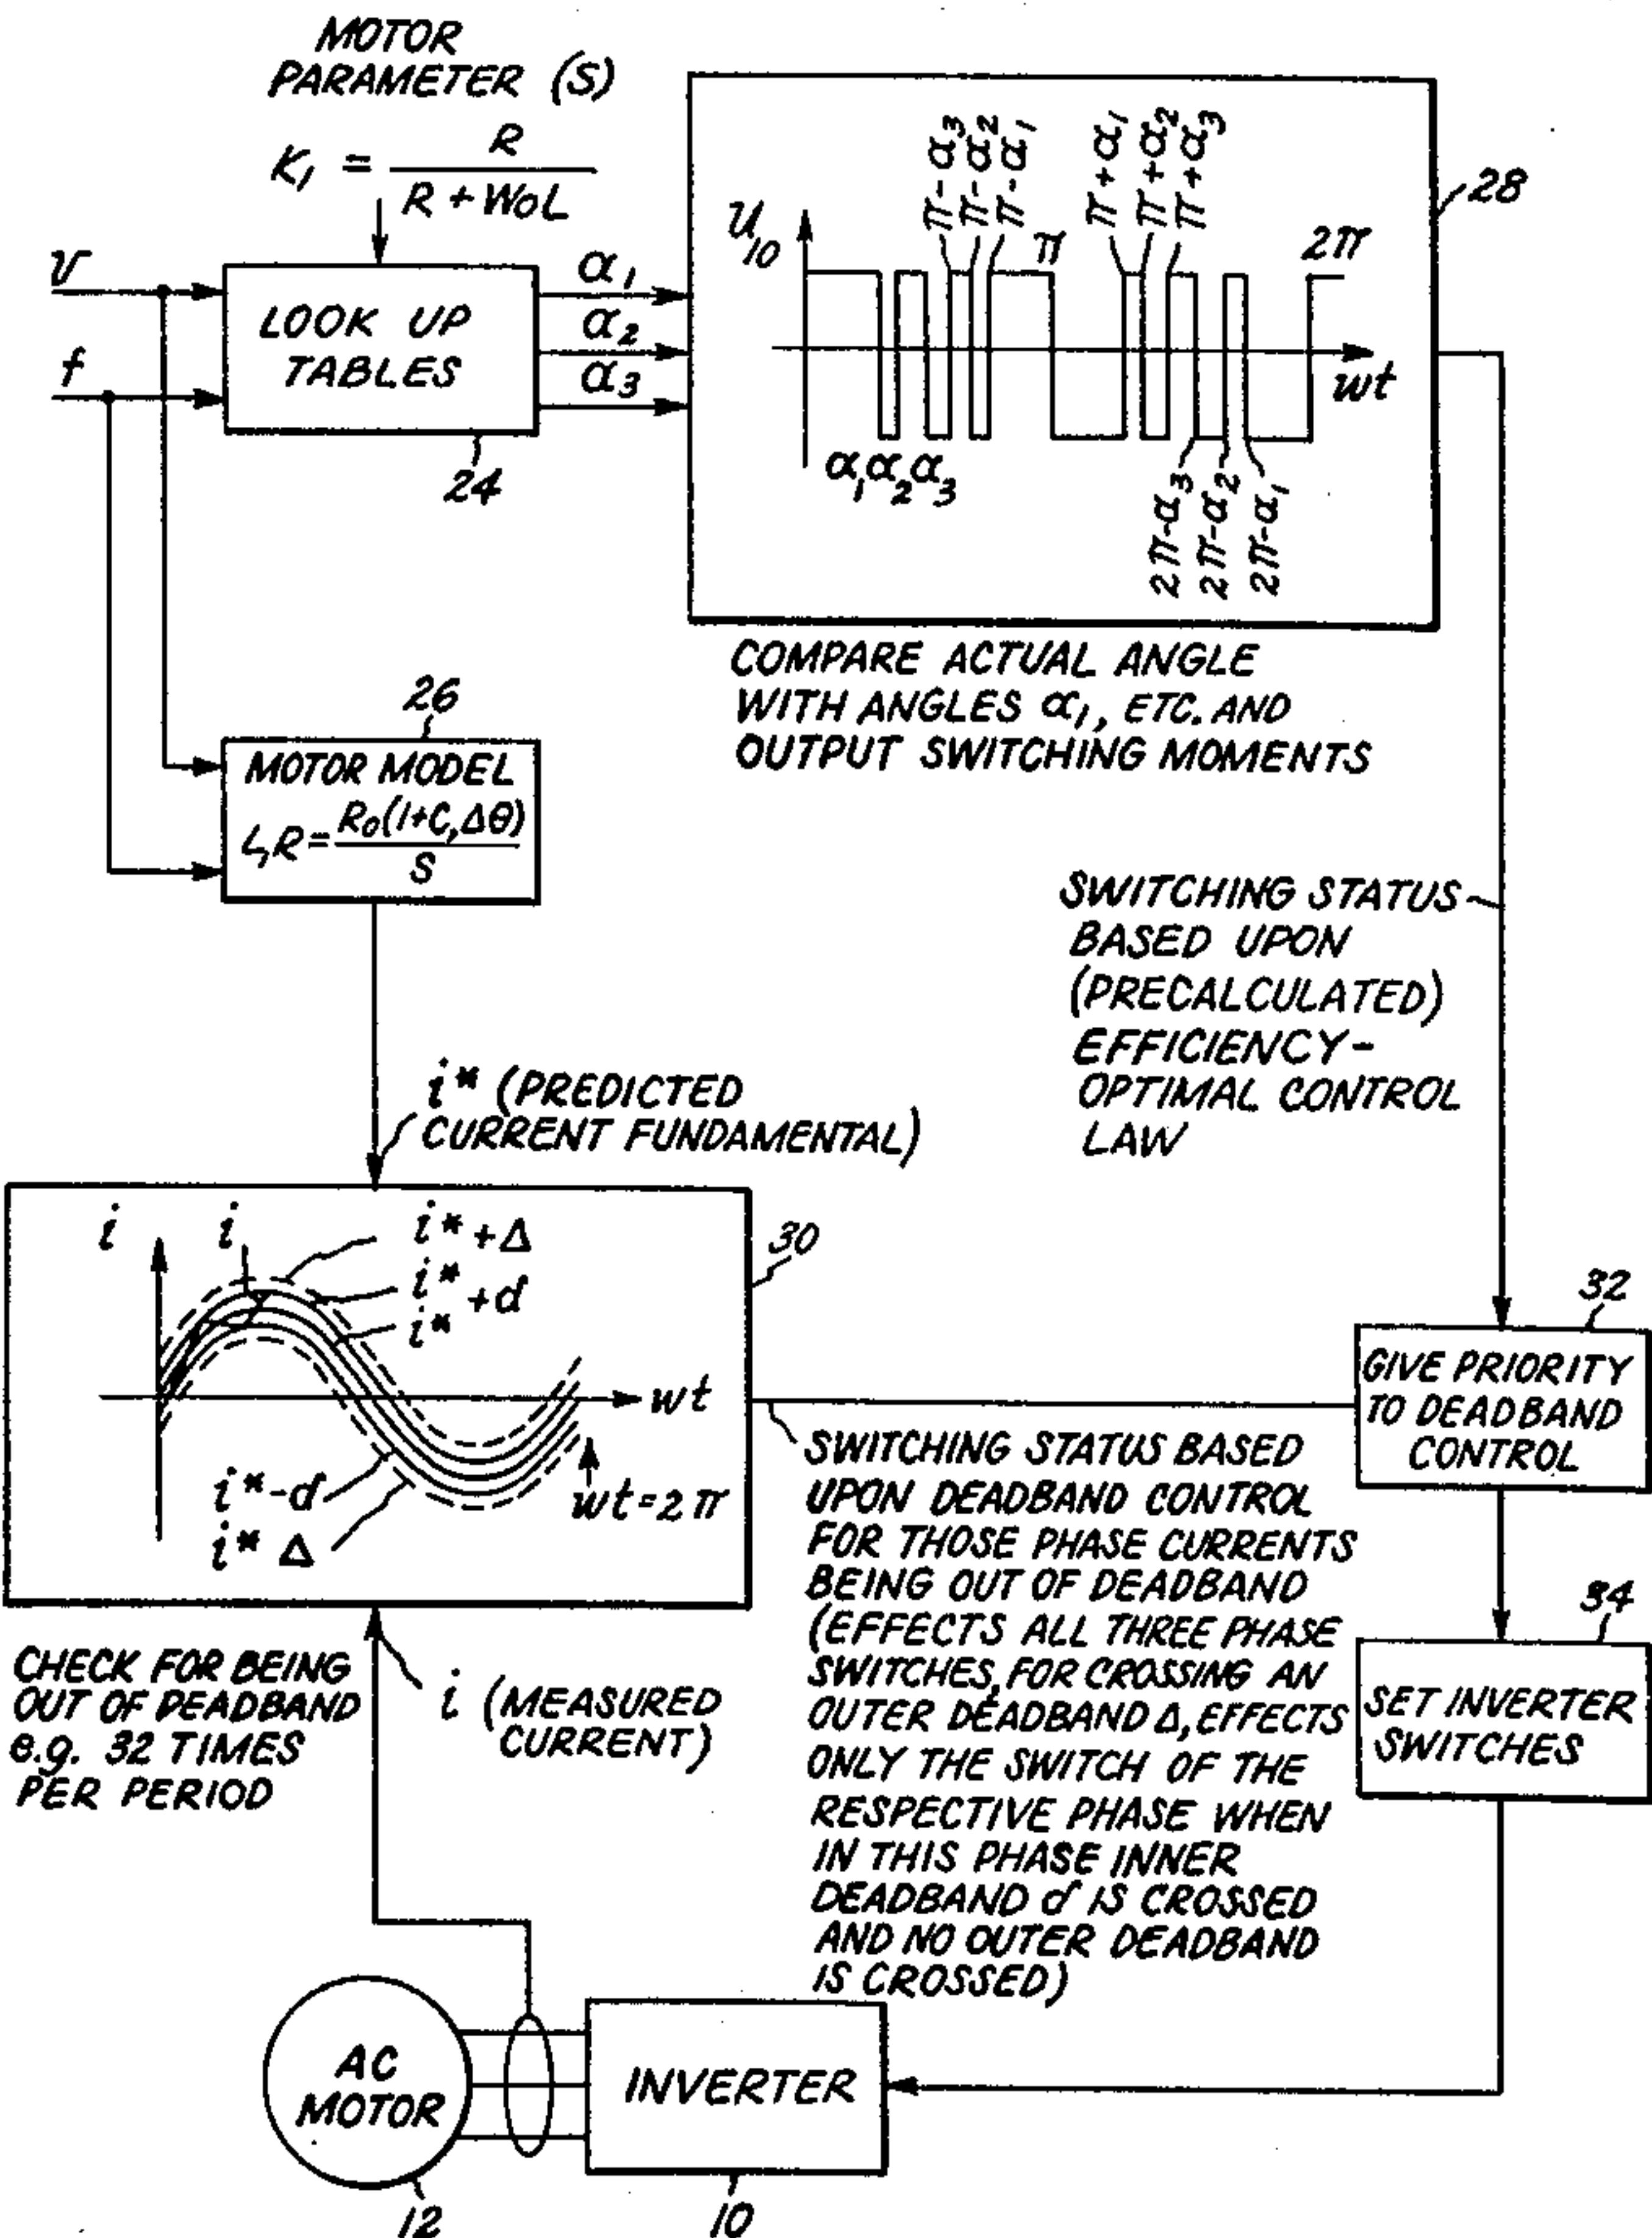 MOTOR
PARAMETER (S)
K₁ = R / R + WoL
v
f
LOOK UP
TABLES
24
α₁
α₂
α₃
28
U₁₀
π-α₃
π-α₂
π-α₁
π
π+α₁
π+α₂
π+α₃
2π
wt
α₁ α₂ α₃
2π-α₃
2π-α₂
2π-α₁
COMPARE ACTUAL ANGLE
WITH ANGLES α₁, ETC. AND
OUTPUT SWITCHING MOMENTS
26
MOTOR MODEL
L,R = R₀(1+C,Δθ) / S
SWITCHING STATUS
BASED UPON
(PRECALCULATED)
EFFICIENCY-
OPTIMAL CONTROL
LAW
i* (PREDICTED
CURRENT FUNDAMENTAL)
i
i
i*+Δ
i*+d
i*
wt
i*-d
i* Δ
wt=2π
30
32
GIVE PRIORITY
TO DEADBAND
CONTROL
SWITCHING STATUS BASED
UPON DEADBAND CONTROL
FOR THOSE PHASE CURRENTS
BEING OUT OF DEADBAND
(EFFECTS ALL THREE PHASE
SWITCHES, FOR CROSSING AN
OUTER DEADBAND Δ, EFFECTS
ONLY THE SWITCH OF THE
RESPECTIVE PHASE WHEN
IN THIS PHASE INNER
DEADBAND d IS CROSSED
AND NO OUTER DEADBAND
IS CROSSED)
34
SET INVERTER
SWITCHES
CHECK FOR BEING
OUT OF DEADBAND
e.g. 32 TIMES
PER PERIOD
i (MEASURED
CURRENT)
AC
MOTOR
12
INVERTER
10